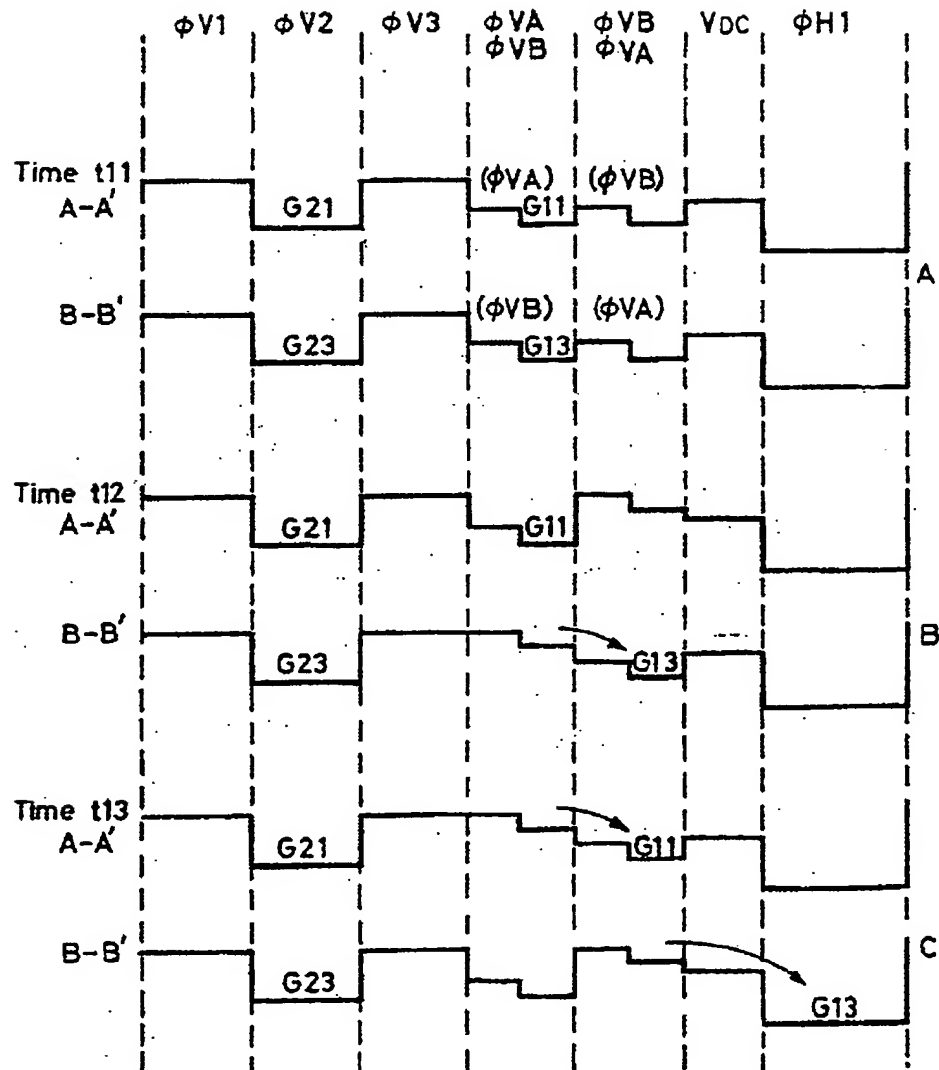 φV1 φV2 φV3 φVA φVB VDC φH1
φVB φVA
Time t11 (φVA) (φVB)
A-A' G21 G11
A
B-B' (φVB) (φVA)
G23 G13
Time t12
A-A' G21 G11
B-B' B
G23 G13
Time t13
A-A' G21 G11
B-B' C
G23 G13